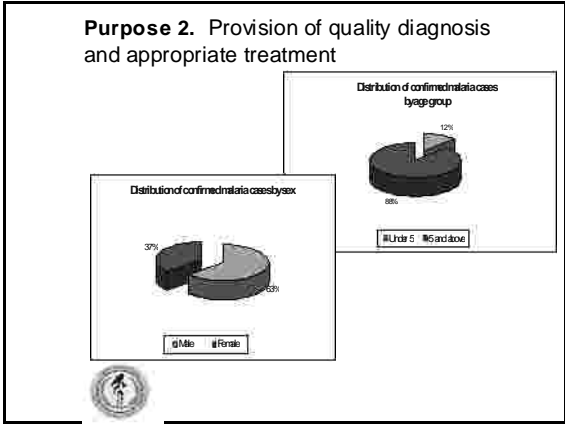 Purpose 2. Provision of quality diagnosis
and appropriate treatment
Distribution of confirmed malaria cases
by age group
12%
88%
Under 5 5 and above
Distribution of confirmed malaria cases by sex
37%
63%
Male Female